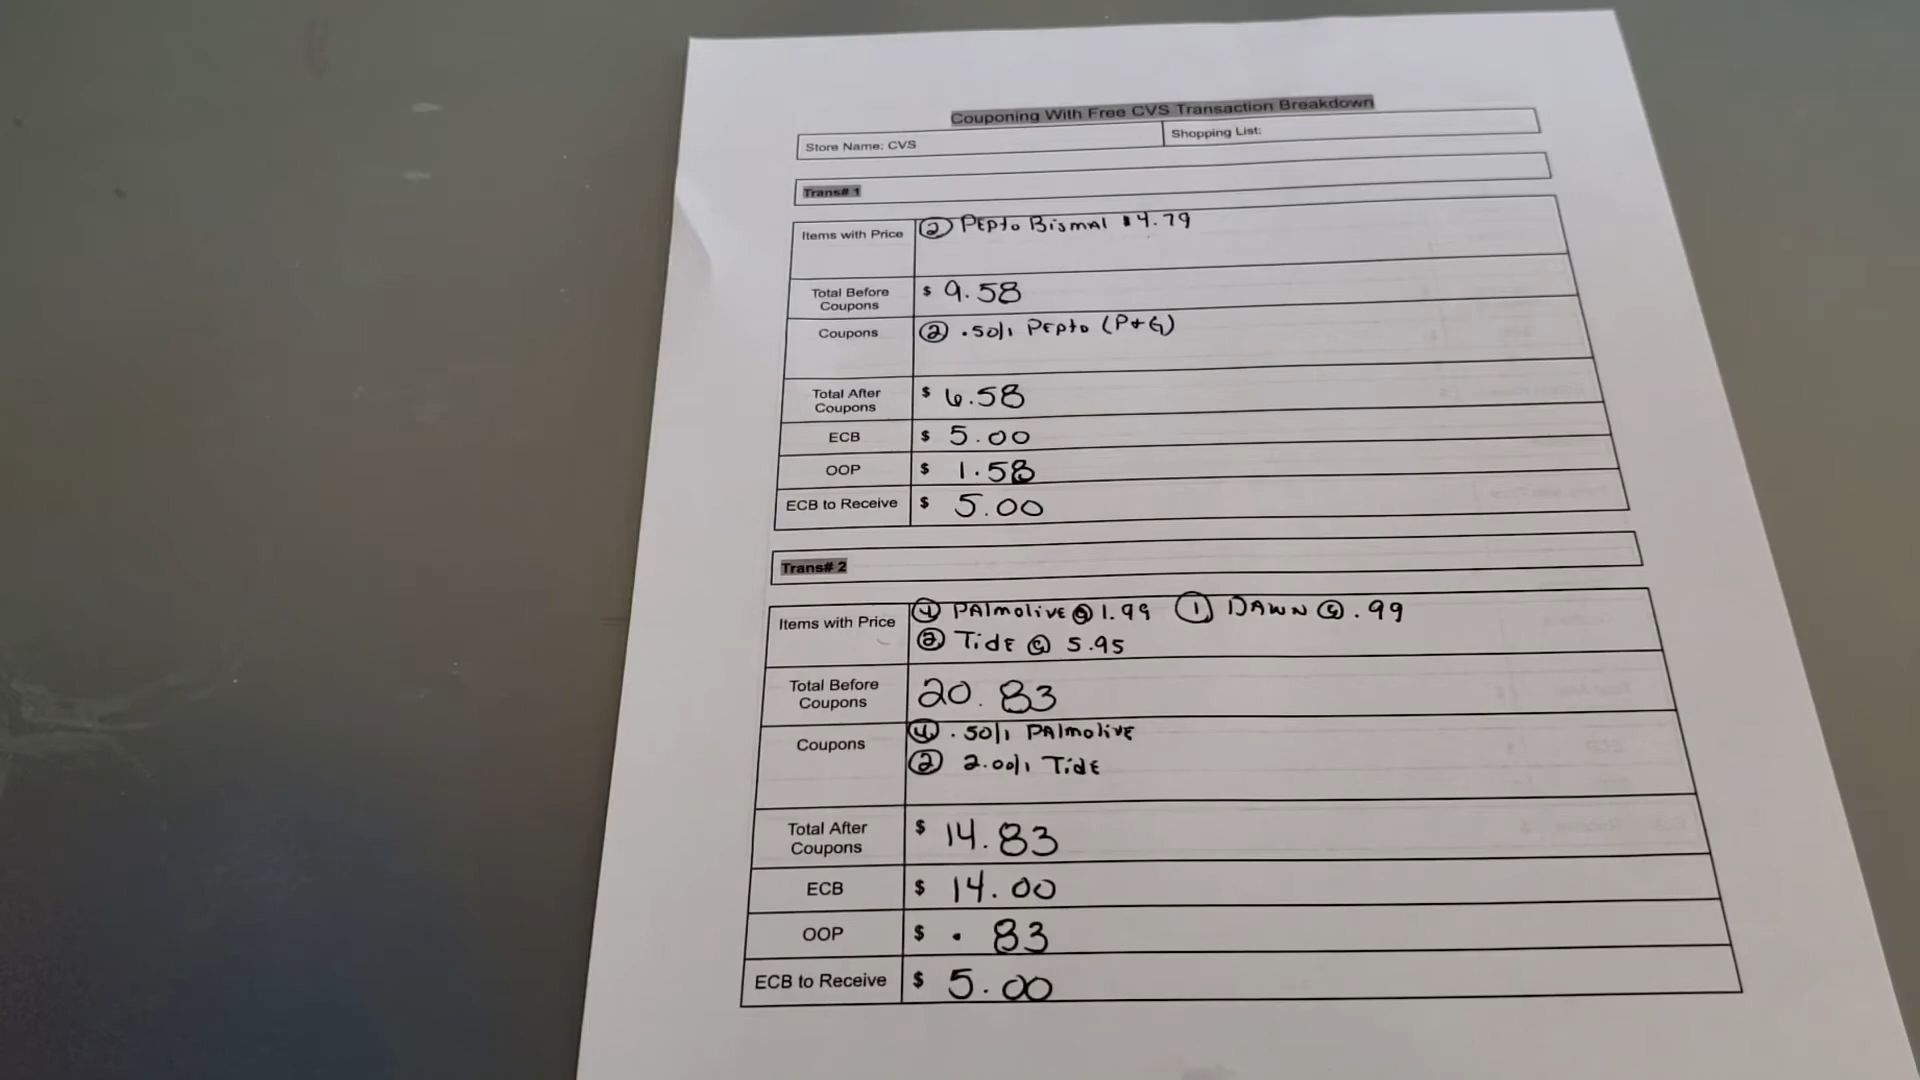 Couponing With Free CVS Transaction Breakdown
Store Name: CVS
Shopping List:
Trans# 1
Items with Price
② Pepto Bismal $4.79
Total Before Coupons
$ 9.58
Coupons
② .50/1 Pepto (P+G)
Total After Coupons
$ 6.58
ECB
$ 5.00
OOP
$ 1.58
ECB to Receive
$ 5.00
Trans# 2
Items with Price
④ PAlmolive @ 1.99 ① DAWN @ .99
② TidE @ 5.95
Total Before Coupons
20.83
Coupons
④ .50/1 PAlmolivE
② 2.00/1 TidE
Total After Coupons
$ 14.83
ECB
$ 14.00
OOP
$ .83
ECB to Receive
$ 5.00